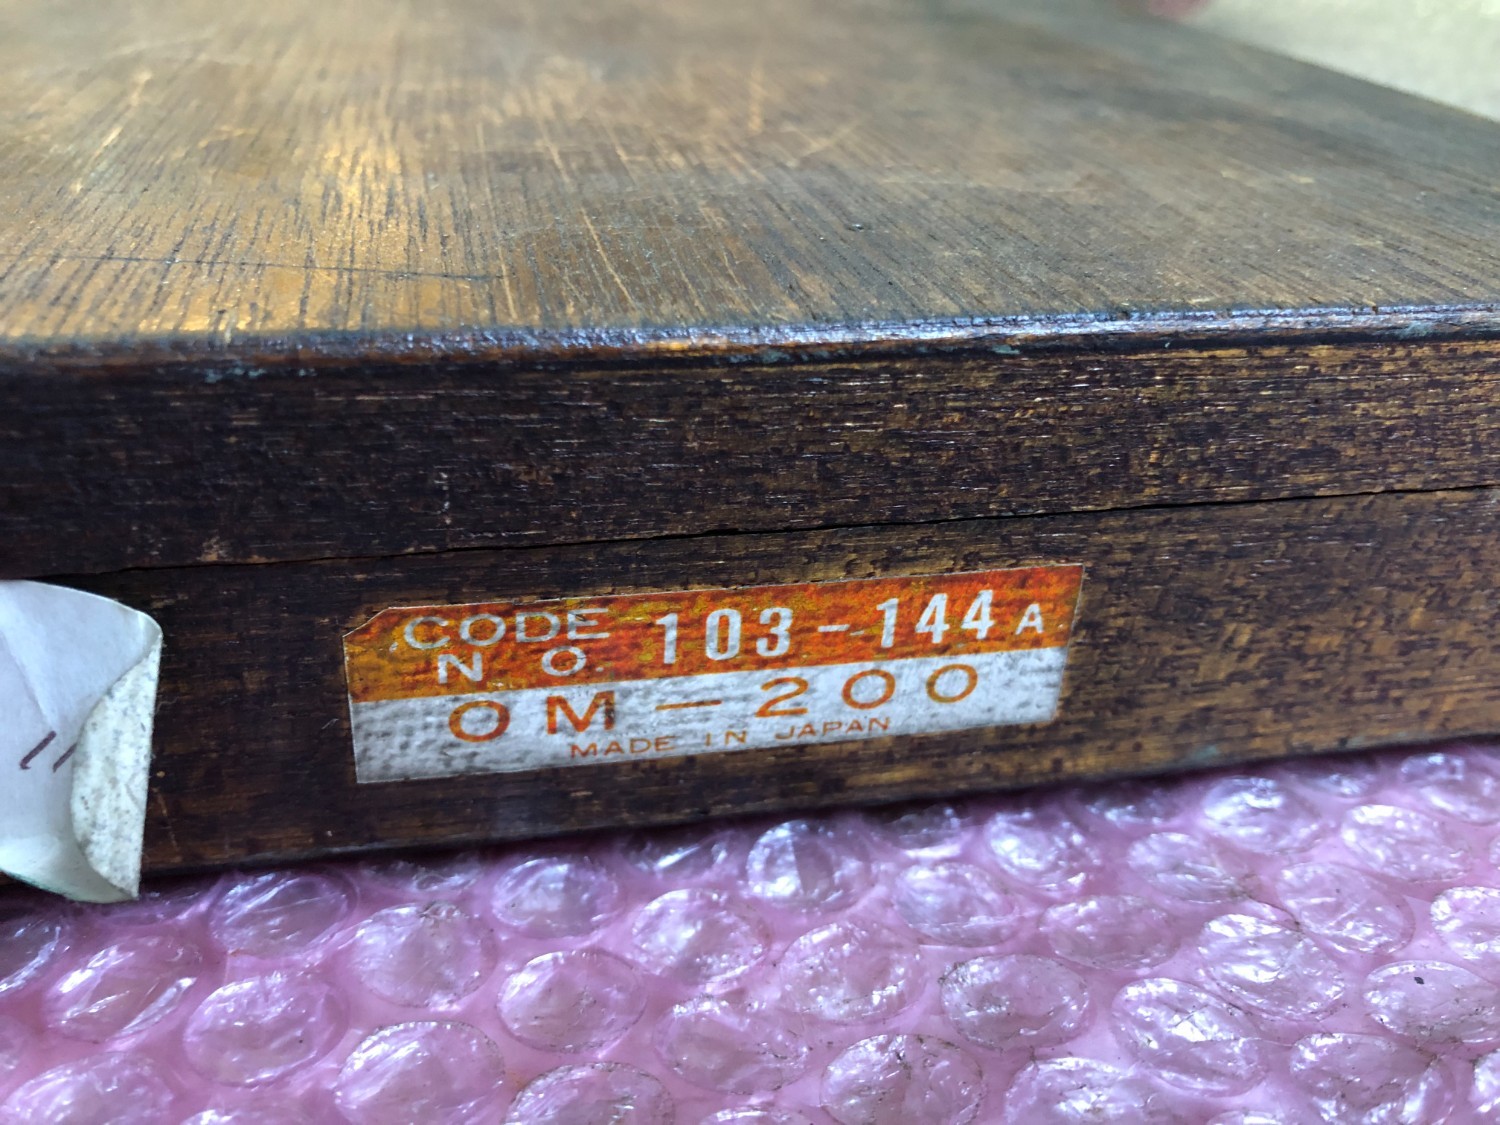 CODE NO. 103-144A
OM-200
MADE IN JAPAN